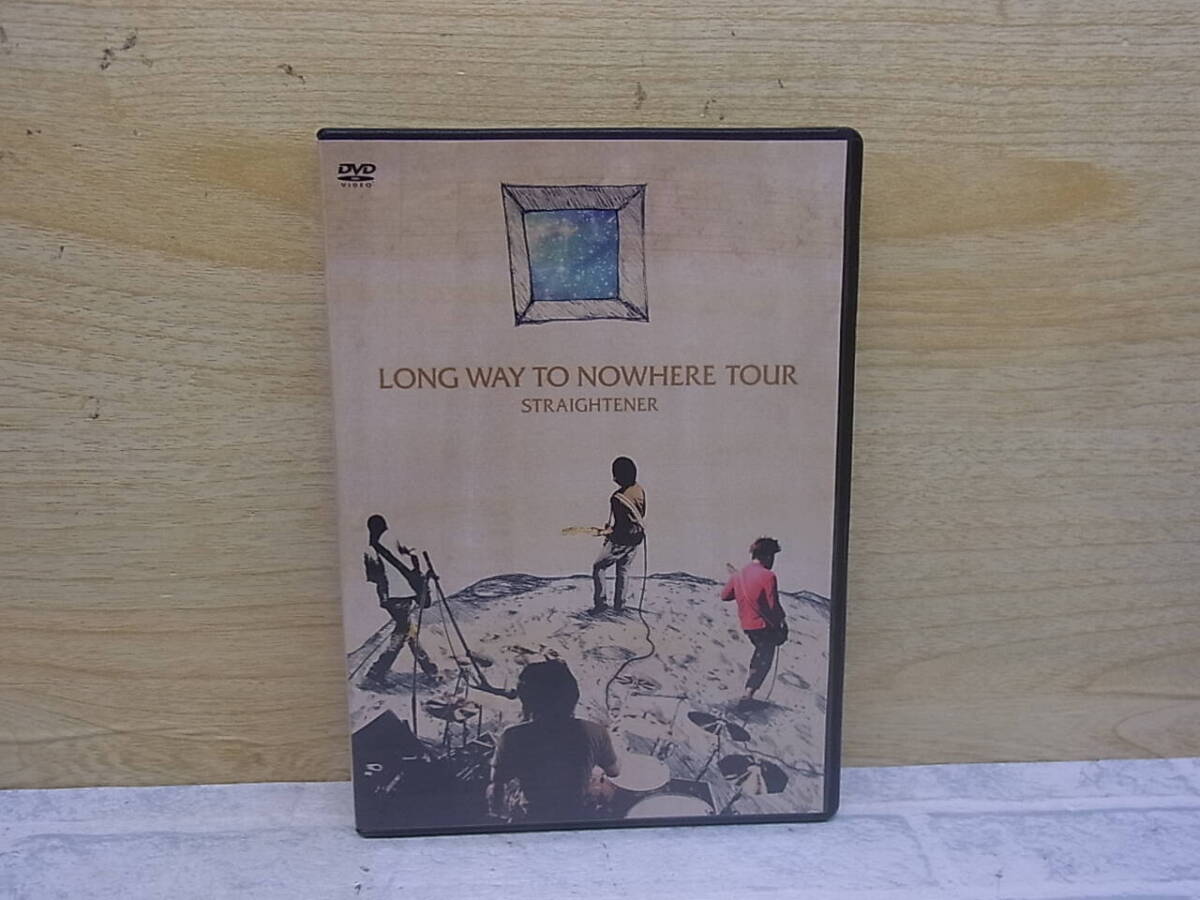 DVD
VIDEO
LONG WAY TO NOWHERE TOUR
STRAIGHTENER